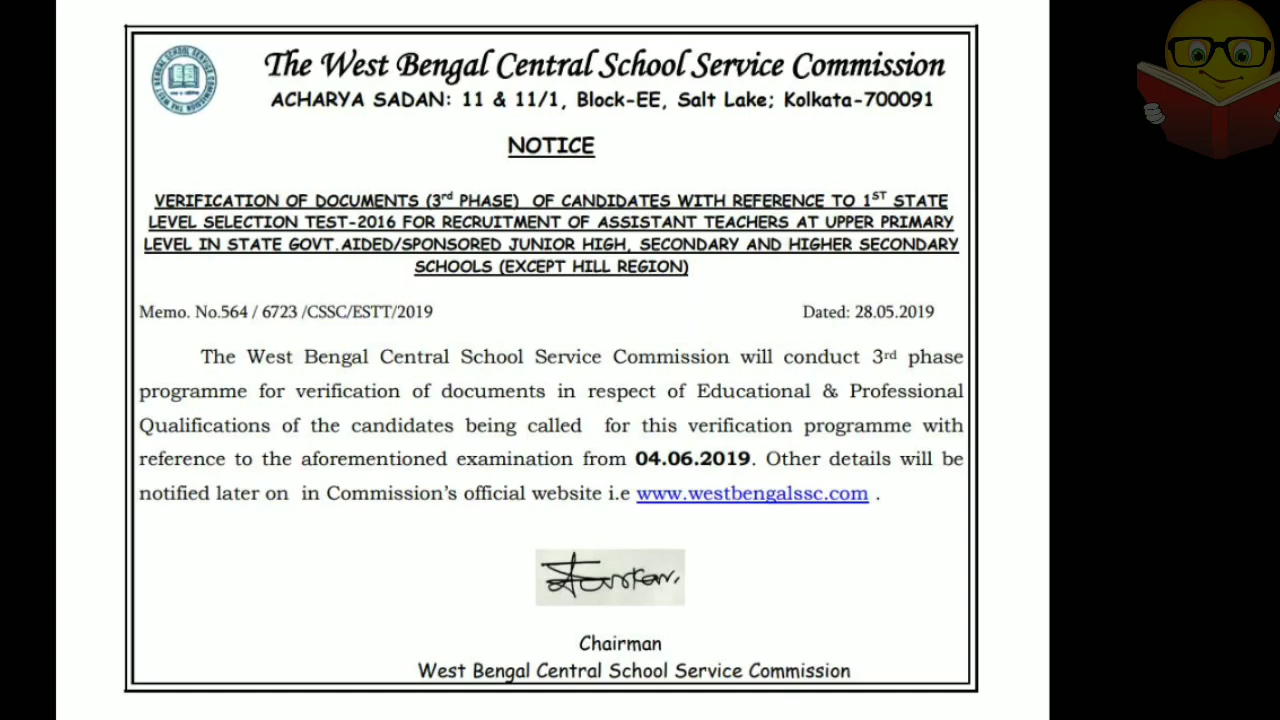 The West Bengal Central School Service Commission
ACHARYA SADAN: 11 & 11/1, Block-EE, Salt Lake; Kolkata-700091
NOTICE
VERIFICATION OF DOCUMENTS (3rd PHASE) OF CANDIDATES WITH REFERENCE TO 1ST STATE
LEVEL SELECTION TEST-2016 FOR RECRUITMENT OF ASSISTANT TEACHERS AT UPPER PRIMARY
LEVEL IN STATE GOVT.AIDED/SPONSORED JUNIOR HIGH, SECONDARY AND HIGHER SECONDARY
SCHOOLS (EXCEPT HILL REGION)
Memo. No.564 / 6723 /CSSC/ESTT/2019 Dated: 28.05.2019
The West Bengal Central School Service Commission will conduct 3rd phase
programme for verification of documents in respect of Educational & Professional
Qualifications of the candidates being called for this verification programme with
reference to the aforementioned examination from 04.06.2019. Other details will be
notified later on in Commission's official website i.e www.westbengalssc.com .
Chairman
West Bengal Central School Service Commission